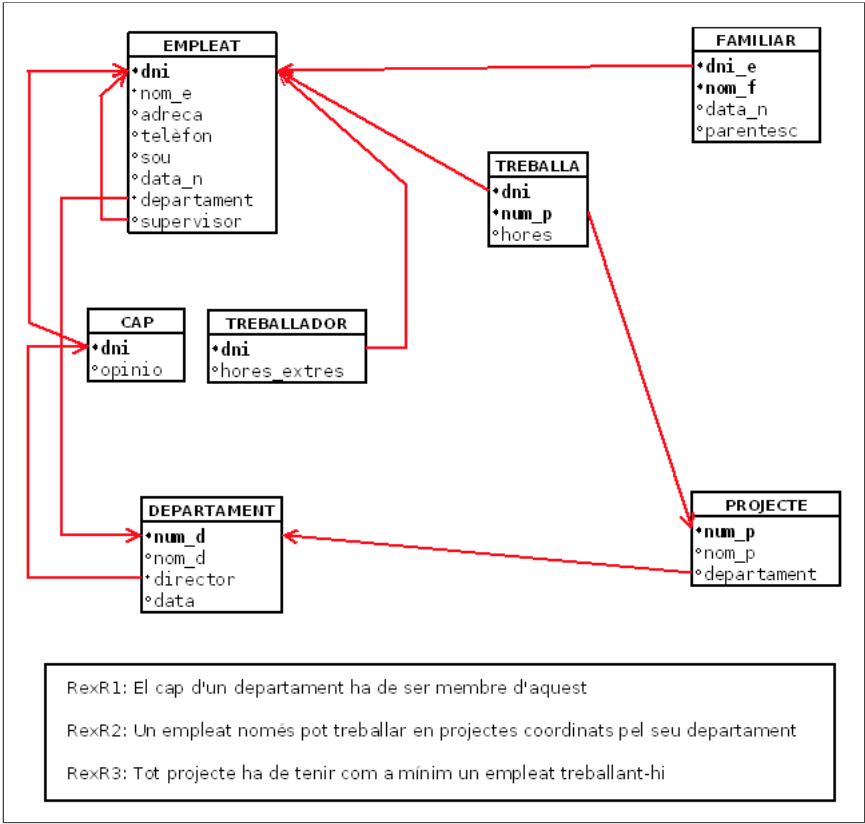 EMPLEAT
dni
nom_e
adreca
telèfon
sou
data_n
departament
supervisor
FAMILIAR
dni_e
nom_f
data_n
parentesc
TREBALLA
dni
num_p
hores
CAP
dni
opinio
TREBALLADOR
dni
hores_extres
DEPARTAMENT
num_d
nom_d
director
data
PROJECTE
num_p
nom_p
departament
RexR1: El cap d'un departament ha de ser membre d'aquest
RexR2: Un empleat només pot treballar en projectes coordinats pel seu departament
RexR3: Tot projecte ha de tenir com a mínim un empleat treballant-hi